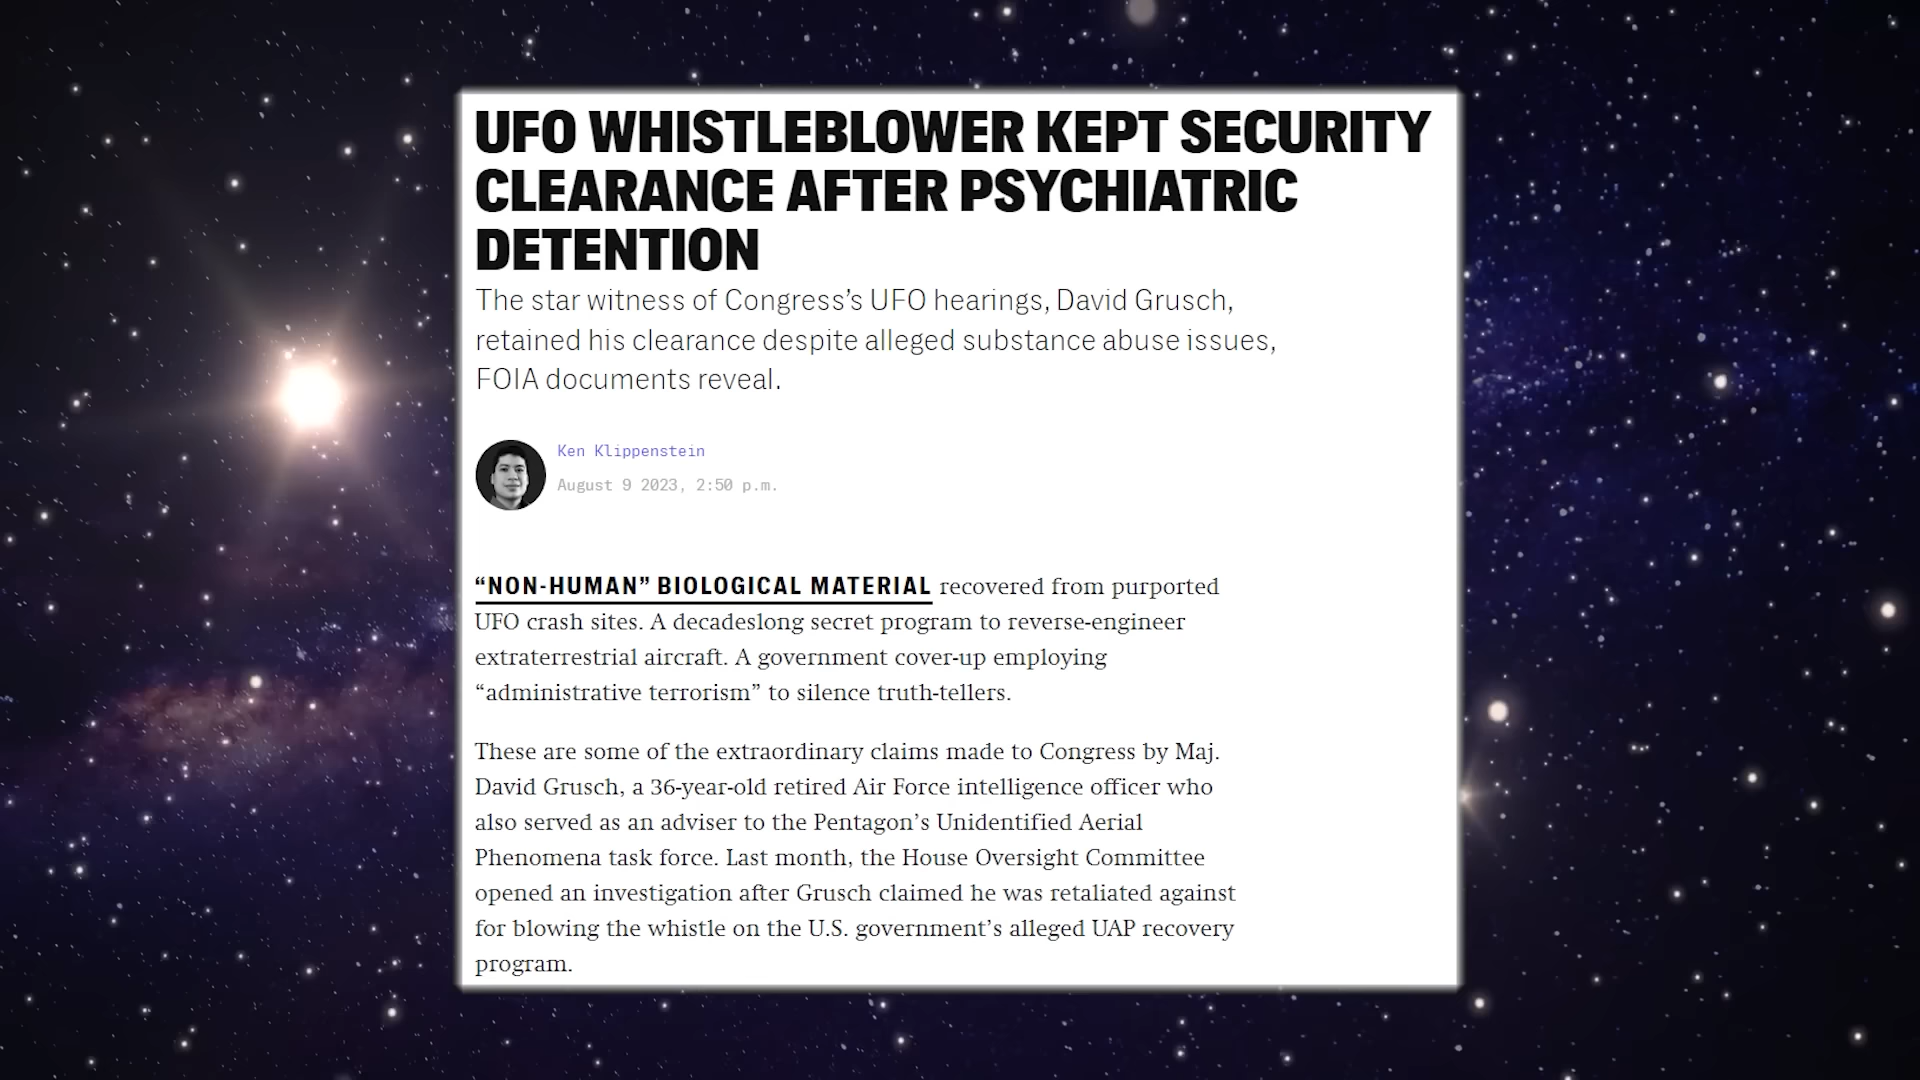 UFO WHISTLEBLOWER KEPT SECURITY
CLEARANCE AFTER PSYCHIATRIC
DETENTION
The star witness of Congress’s UFO hearings, David Grusch,
retained his clearance despite alleged substance abuse issues,
FOIA documents reveal.
Ken Klippenstein
August 9 2023, 2:50 p.m.
“NON-HUMAN” BIOLOGICAL MATERIAL recovered from purported
UFO crash sites. A decadeslong secret program to reverse-engineer
extraterrestrial aircraft. A government cover-up employing
“administrative terrorism” to silence truth-tellers.
These are some of the extraordinary claims made to Congress by Maj.
David Grusch, a 36-year-old retired Air Force intelligence officer who
also served as an adviser to the Pentagon’s Unidentified Aerial
Phenomena task force. Last month, the House Oversight Committee
opened an investigation after Grusch claimed he was retaliated against
for blowing the whistle on the U.S. government’s alleged UAP recovery
program.